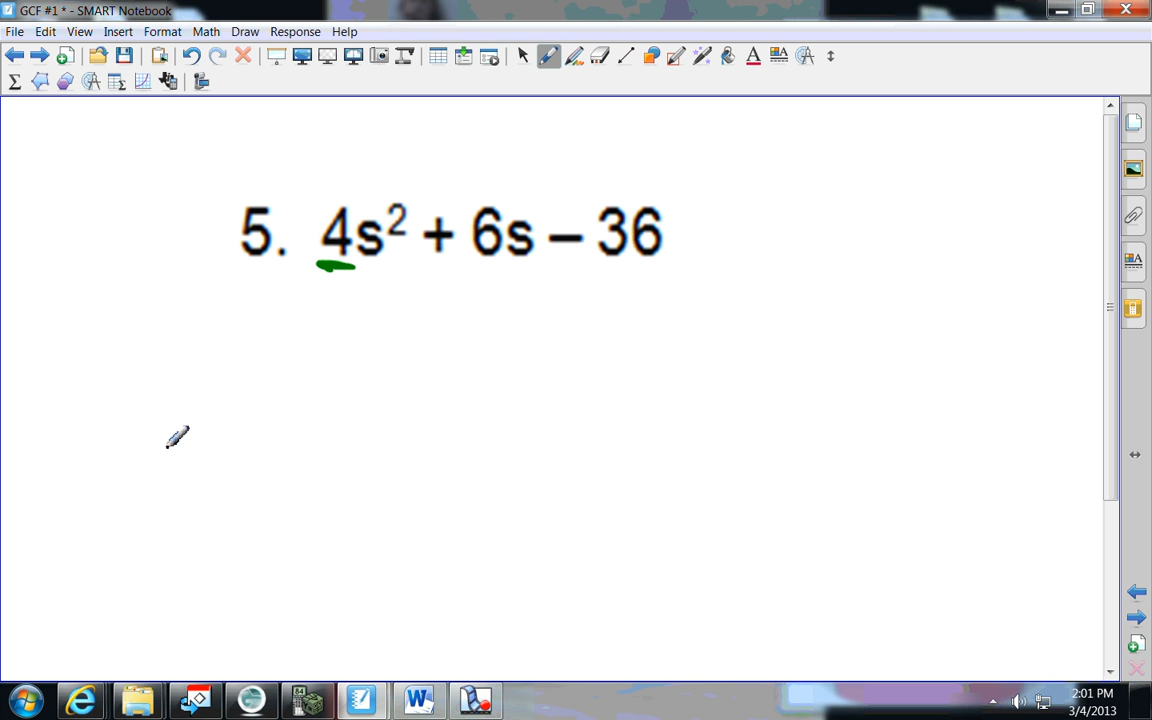 GCF #1 * - SMART Notebook
File Edit View Insert Format Math Draw Response Help
5. 4s² + 6s – 36
2:01 PM
3/4/2013